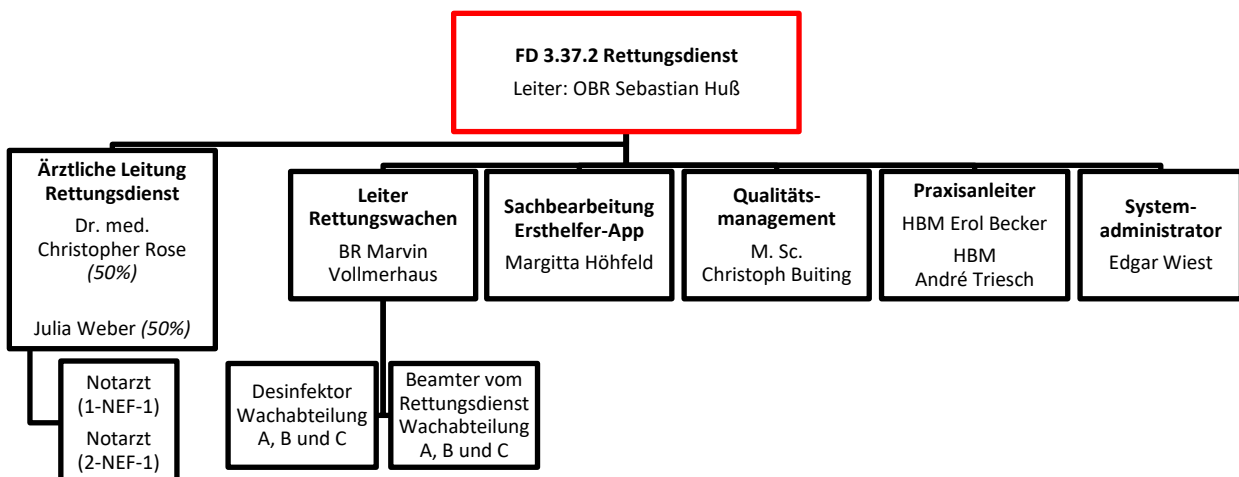 FD 3.37.2 Rettungsdienst
Leiter: OBR Sebastian Huß
Ärztliche Leitung
Rettungsdienst
Dr. med.
Christopher Rose
(50%)
Julia Weber (50%)
Leiter
Rettungswachen
BR Marvin
Vollmerhaus
Sachbearbeitung
Ersthelfer-App
Margitta Höhfeld
Qualitäts-
management
M. Sc.
Christoph Buiting
Praxisanleiter
HBM Erol Becker
HBM
André Triesch
System-
administrator
Edgar Wiest
Notarzt
(1-NEF-1)
Notarzt
(2-NEF-1)
Desinfektor
Wachabteilung
A, B und C
Beamter vom
Rettungsdienst
Wachabteilung
A, B und C